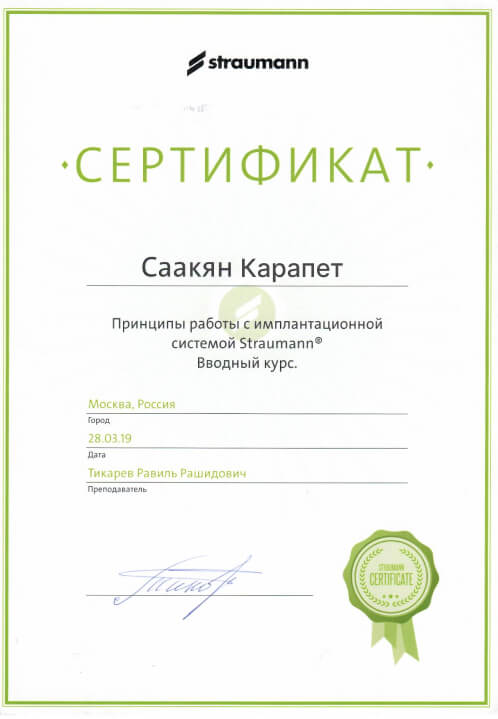 straumann
СЕРТИФИКАТ
Саакян Карапет
Принципы работы с имплантационной
системой Straumann®
Вводный курс.
Москва, Россия
Город
28.03.19
Дата
Тикарев Равиль Рашидович
Преподаватель
STRAUMANN
CERTIFICATE